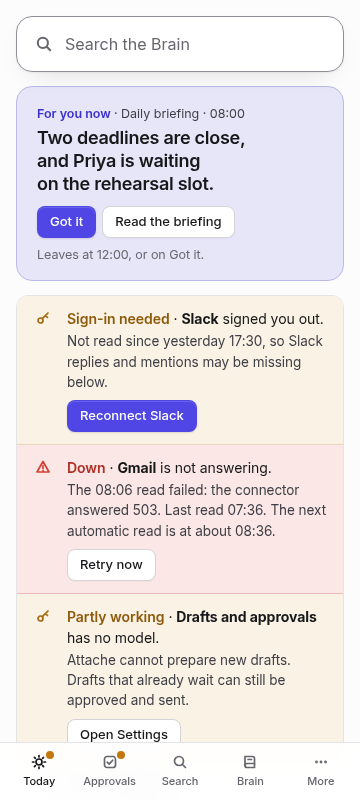 Search the Brain
For you now · Daily briefing · 08:00
Two deadlines are close,
and Priya is waiting
on the rehearsal slot.
Got it
Read the briefing
Leaves at 12:00, or on Got it.
Sign-in needed · Slack signed you out.
Not read since yesterday 17:30, so Slack
replies and mentions may be missing
below.
Reconnect Slack
Down · Gmail is not answering.
The 08:06 read failed: the connector
answered 503. Last read 07:36. The next
automatic read is at about 08:36.
Retry now
Partly working · Drafts and approvals
has no model.
Attache cannot prepare new drafts.
Drafts that already wait can still be
approved and sent.
Open Settings
Today
Approvals
Search
Brain
More